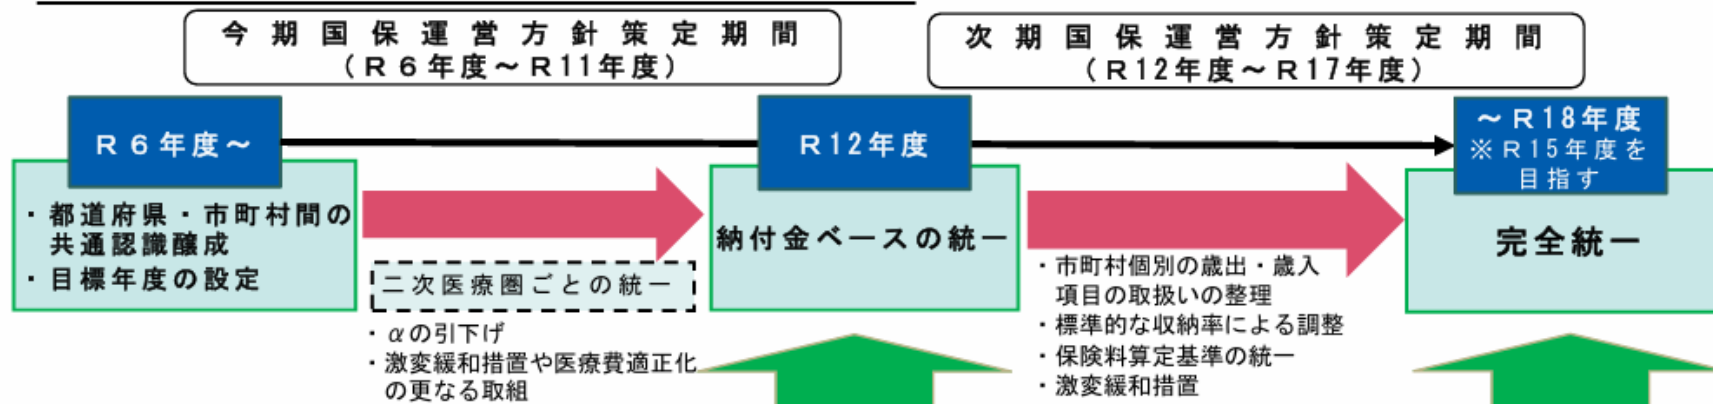 今期国保運営方針策定期間
（R6年度～R11年度）
次期国保運営方針策定期間
（R12年度～R17年度）
R6年度～
R12年度
～R18年度
※R15年度を
目指す
・都道府県・市町村間の
共通認識醸成
・目標年度の設定
二次医療圏ごとの統一
・αの引下げ
・激変緩和措置や医療費適正化
の更なる取組
納付金ベースの統一
・市町村個別の歳出・歳入
項目の取扱いの整理
・標準的な収納率による調整
・保険料算定基準の統一
・激変緩和措置
完全統一